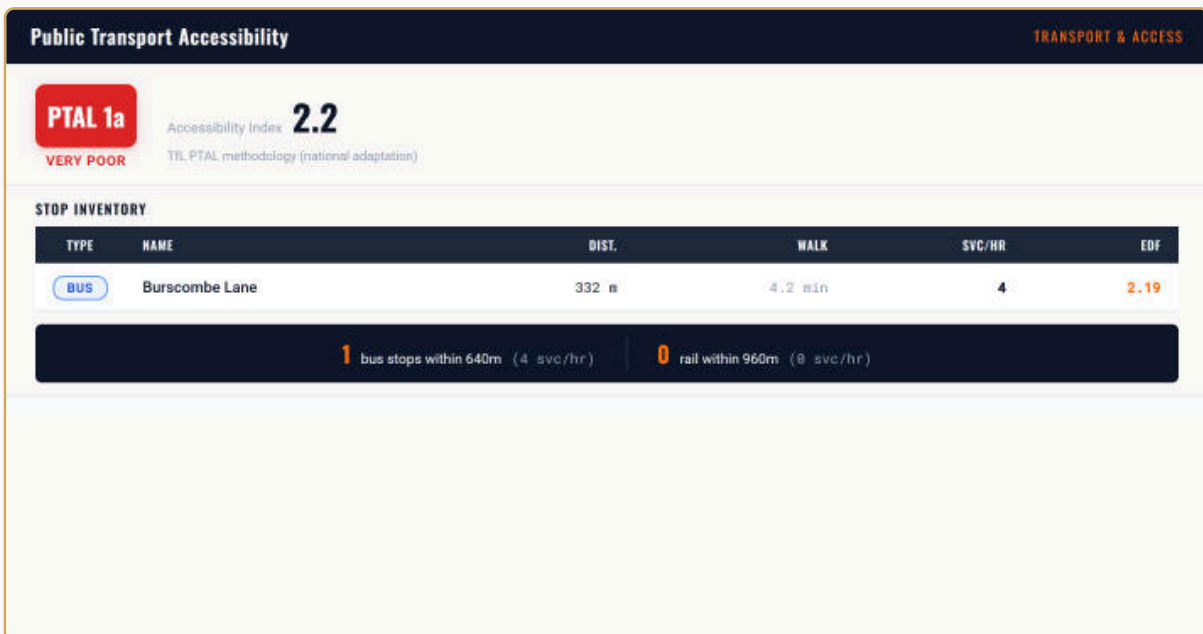 Public Transport Accessibility
TRANSPORT & ACCESS
PTAL 1a
VERY POOR
Accessibility Index 2.2
TfL PTAL methodology (national adaptation)
STOP INVENTORY
TYPE NAME DIST. WALK SVC/HR EDF
BUS Burscombe Lane 332 m 4.2 min 4 2.19
1 bus stops within 640m (4 svc/hr) 0 rail within 960m (0 svc/hr)